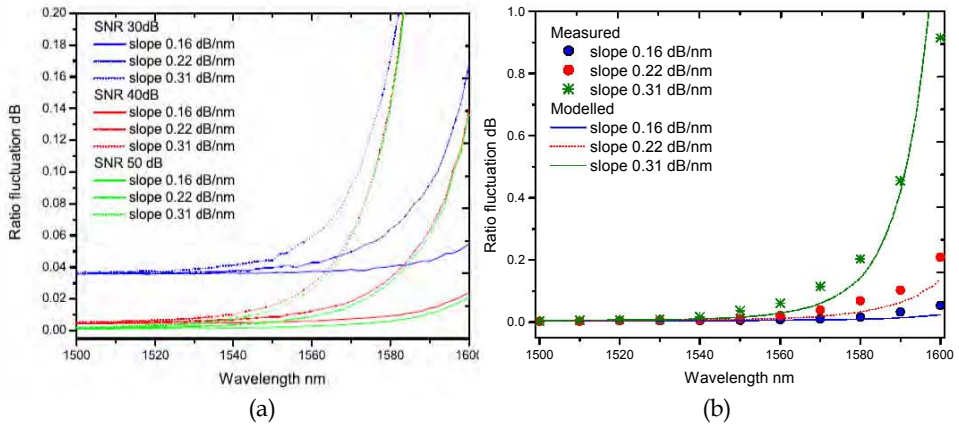 0.20
0.18
0.16
0.14
0.12
0.10
0.08
0.06
0.04
0.02
0.00
Ratio fluctuation dB
SNR 30dB
slope 0.16 dB/nm
slope 0.22 dB/nm
slope 0.31 dB/nm
SNR 40dB
slope 0.16 dB/nm
slope 0.22 dB/nm
slope 0.31 dB/nm
SNR 50 dB
slope 0.16 dB/nm
slope 0.22 dB/nm
slope 0.31 dB/nm
1500 1520 1540 1560 1580 1600
Wavelength nm
(a)
1.0
0.8
0.6
0.4
0.2
0.0
Ratio fluctuation dB
Measured
slope 0.16 dB/nm
slope 0.22 dB/nm
slope 0.31 dB/nm
Modelled
slope 0.16 dB/nm
slope 0.22 dB/nm
slope 0.31 dB/nm
1500 1520 1540 1560 1580 1600
Wavelength nm
(b)